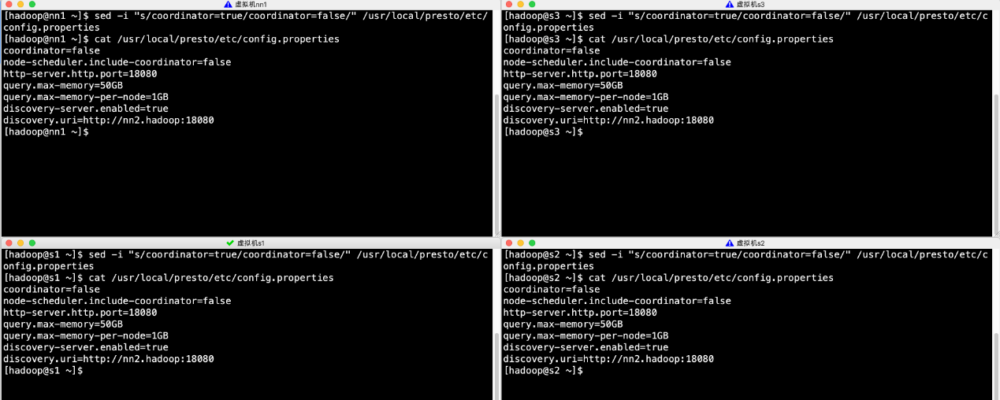 虚拟机nn1
[hadoop@nn1 ~]$ sed -i "s/coordinator=true/coordinator=false/" /usr/local/presto/etc/
config.properties
[hadoop@nn1 ~]$ cat /usr/local/presto/etc/config.properties
coordinator=false
node-scheduler.include-coordinator=false
http-server.http.port=18080
query.max-memory=50GB
query.max-memory-per-node=1GB
discovery-server.enabled=true
discovery.uri=http://nn2.hadoop:18080
[hadoop@nn1 ~]$
虚拟机s3
[hadoop@s3 ~]$ sed -i "s/coordinator=true/coordinator=false/" /usr/local/presto/etc/c
onfig.properties
[hadoop@s3 ~]$ cat /usr/local/presto/etc/config.properties
coordinator=false
node-scheduler.include-coordinator=false
http-server.http.port=18080
query.max-memory=50GB
query.max-memory-per-node=1GB
discovery-server.enabled=true
discovery.uri=http://nn2.hadoop:18080
[hadoop@s3 ~]$
虚拟机s1
[hadoop@s1 ~]$ sed -i "s/coordinator=true/coordinator=false/" /usr/local/presto/etc/c
onfig.properties
[hadoop@s1 ~]$ cat /usr/local/presto/etc/config.properties
coordinator=false
node-scheduler.include-coordinator=false
http-server.http.port=18080
query.max-memory=50GB
query.max-memory-per-node=1GB
discovery-server.enabled=true
discovery.uri=http://nn2.hadoop:18080
[hadoop@s1 ~]$
虚拟机s2
[hadoop@s2 ~]$ sed -i "s/coordinator=true/coordinator=false/" /usr/local/presto/etc/c
onfig.properties
[hadoop@s2 ~]$ cat /usr/local/presto/etc/config.properties
coordinator=false
node-scheduler.include-coordinator=false
http-server.http.port=18080
query.max-memory=50GB
query.max-memory-per-node=1GB
discovery-server.enabled=true
discovery.uri=http://nn2.hadoop:18080
[hadoop@s2 ~]$